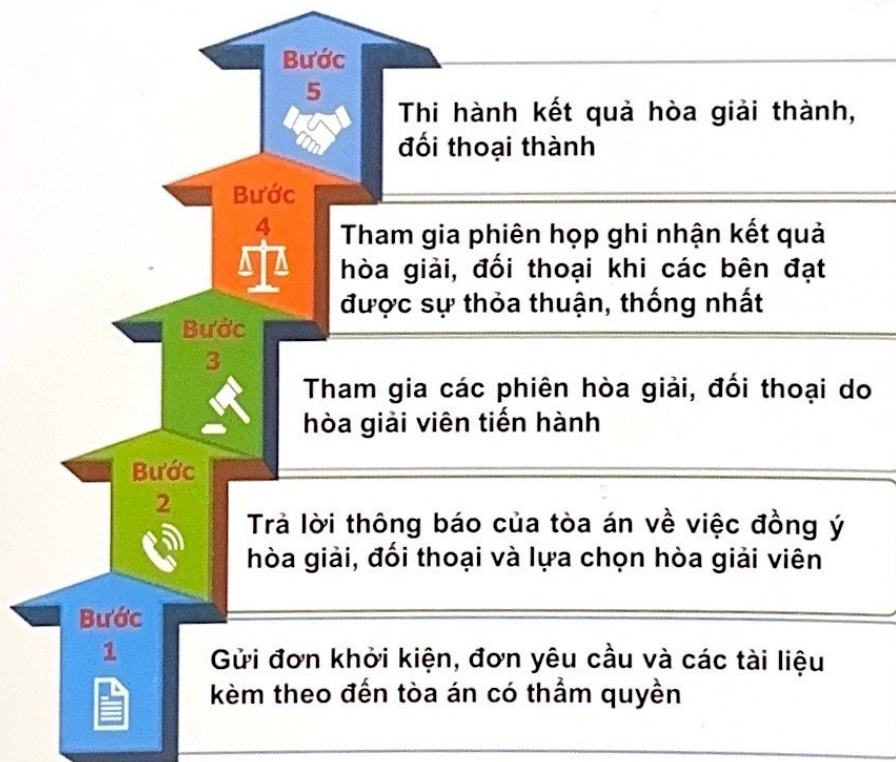 Bước
5
Thi hành kết quả hòa giải thành,
đối thoại thành
Bước
4
Tham gia phiên họp ghi nhận kết quả
hòa giải, đối thoại khi các bên đạt
được sự thỏa thuận, thống nhất
Bước
3
Tham gia các phiên hòa giải, đối thoại do
hòa giải viên tiến hành
Bước
2
Trả lời thông báo của tòa án về việc đồng ý
hòa giải, đối thoại và lựa chọn hòa giải viên
Bước
1
Gửi đơn khởi kiện, đơn yêu cầu và các tài liệu
kèm theo đến tòa án có thẩm quyền